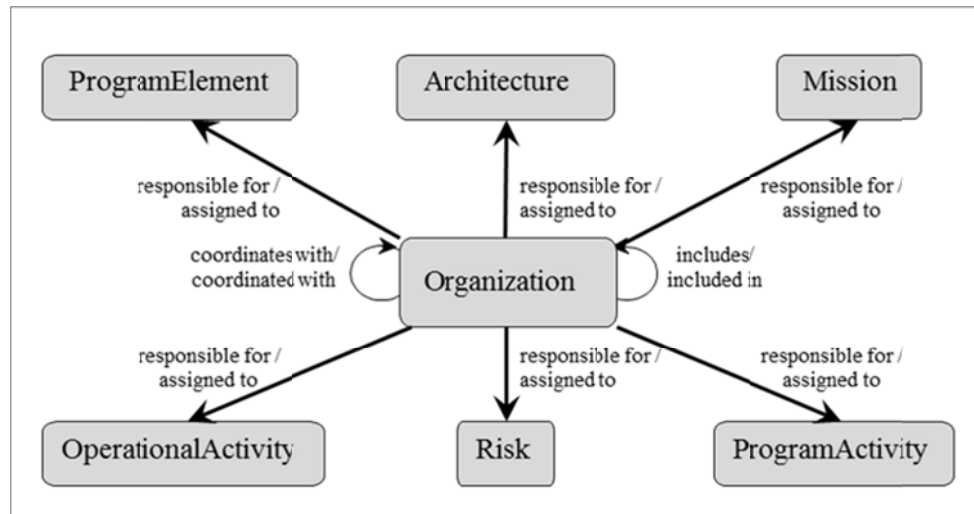 ProgramElement
Architecture
Mission
responsible for /
assigned to
responsible for /
assigned to
responsible for /
assigned to
coordinates with/
coordinated with
Organization
includes/
included in
responsible for /
assigned to
responsible for /
assigned to
responsible for /
assigned to
OperationalActivity
Risk
ProgramActivity